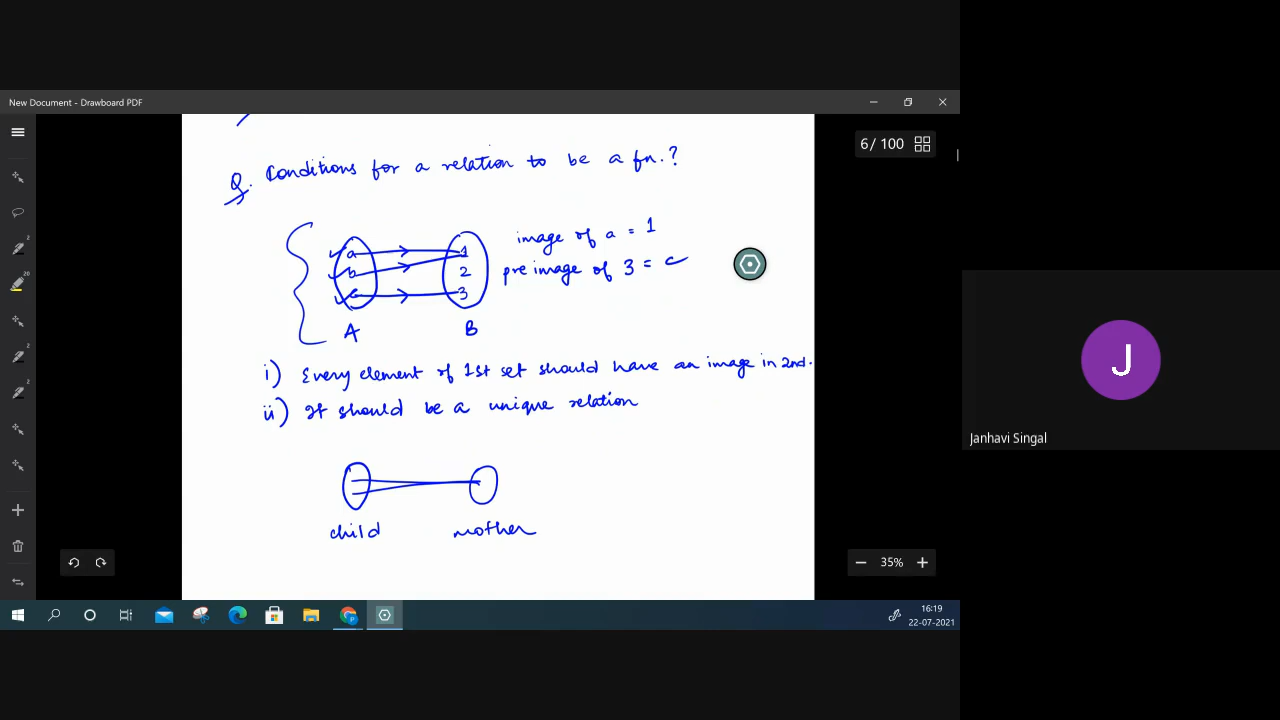 New Document - Drawboard PDF
6 / 100
Q. Conditions for a relation to be a fn.?
a
b
c
A
1
2
3
B
image of a = 1
pre image of 3 = c
i) Every element of 1st set should have an image in 2nd.
ii) It should be a unique relation
child
mother
35%
J
Janhavi Singal
16:19
22-07-2021